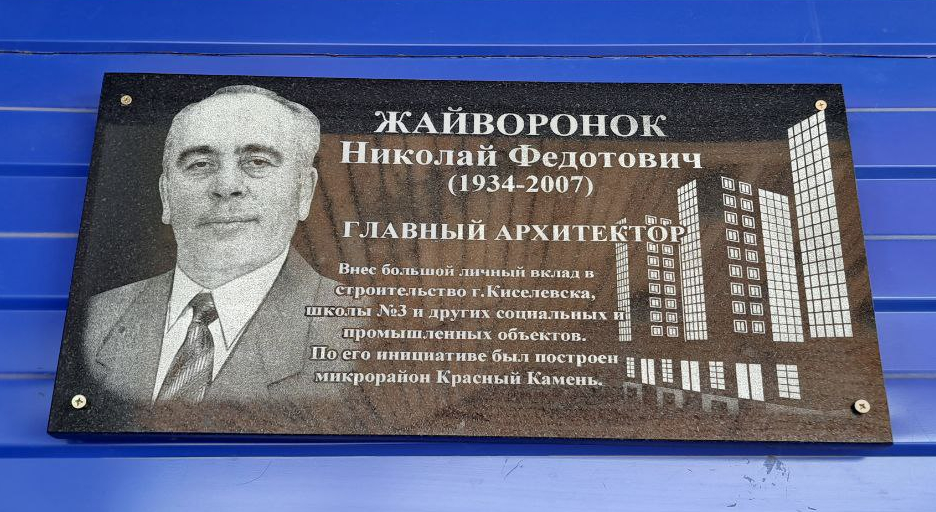 ЖАЙВОРОНОК
Николай Федотович
(1934-2007)
ГЛАВНЫЙ АРХИТЕКТОР
Внес большой личный вклад в
строительство г.Киселевска,
школы №3 и других социальных и
промышленных объектов.
По его инициативе был построен
микрорайон Красный Камень.